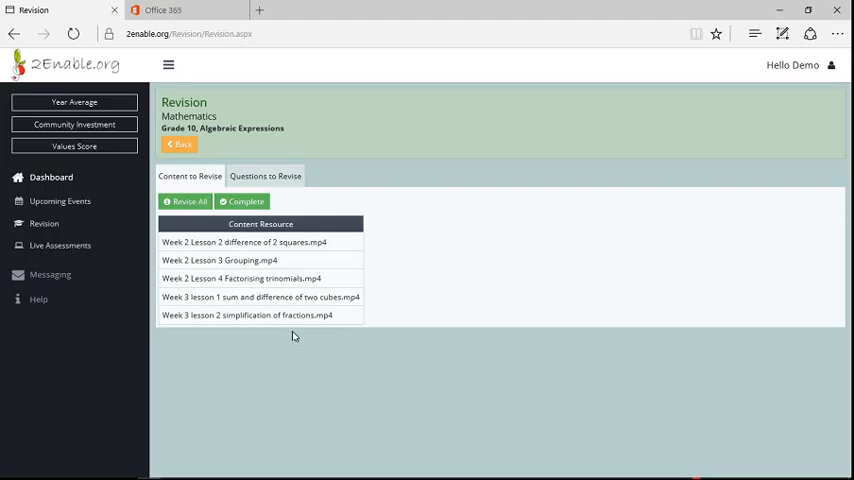 Revision
Office 365
2enable.org/Revision/Revision.aspx
2Enable.org
Hello Demo
Year Average
Community Investment
Values Score
Dashboard
Upcoming Events
Revision
Live Assessments
Messaging
Help
Revision
Mathematics
Grade 10, Algebraic Expressions
Back
Content to Revise
Questions to Revise
Revise All
Complete
Content Resource
Week 2 Lesson 2 difference of 2 squares.mp4
Week 2 Lesson 3 Grouping.mp4
Week 2 Lesson 4 Factorising trinomials.mp4
Week 3 lesson 1 sum and difference of two cubes.mp4
Week 3 lesson 2 simplification of fractions.mp4